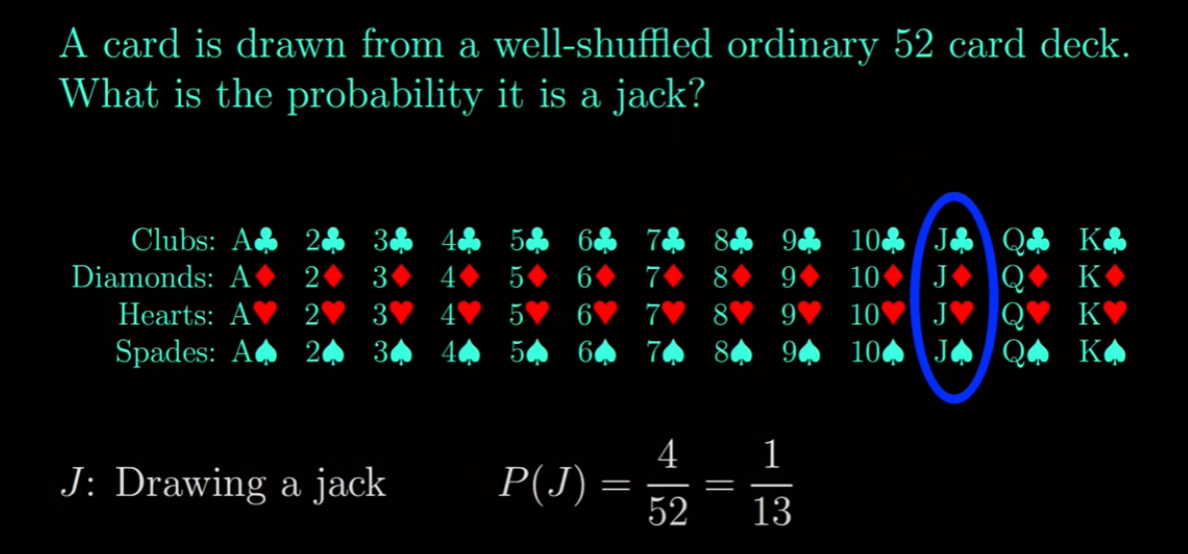 A card is drawn from a well-shuffled ordinary 52 card deck.
What is the probability it is a jack?
Clubs: A♣ 2♣ 3♣ 4♣ 5♣ 6♣ 7♣ 8♣ 9♣ 10♣ J♣ Q♣ K♣
Diamonds: A♦ 2♦ 3♦ 4♦ 5♦ 6♦ 7♦ 8♦ 9♦ 10♦ J♦ Q♦ K♦
Hearts: A♥ 2♥ 3♥ 4♥ 5♥ 6♥ 7♥ 8♥ 9♥ 10♥ J♥ Q♥ K♥
Spades: A♠ 2♠ 3♠ 4♠ 5♠ 6♠ 7♠ 8♠ 9♠ 10♠ J♠ Q♠ K♠
J: Drawing a jack P(J) = 4/52 = 1/13